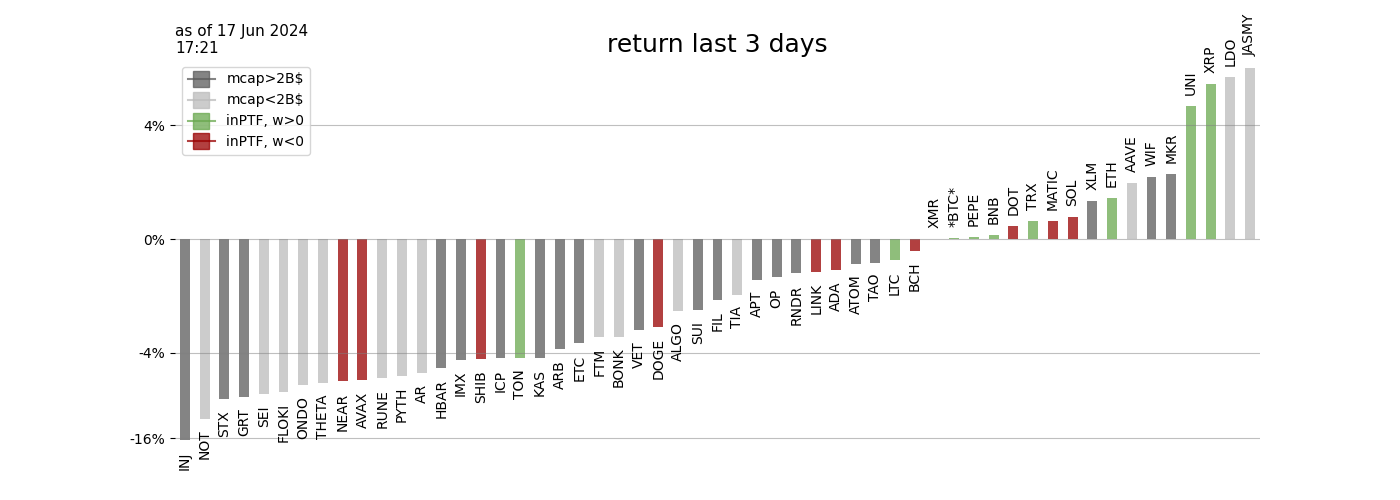 as of 17 Jun 2024
17:21
return last 3 days
mcap>2B$
mcap<2B$
inPTF, w>0
inPTF, w<0
4%
0%
-4%
-16%
INJ
NOT
STX
GRT
SEI
FLOKI
ONDO
THETA
NEAR
AVAX
RUNE
PYTH
AR
HBAR
IMX
SHIB
ICP
TON
KAS
ARB
ETC
FTM
BONK
VET
DOGE
ALGO
SUI
FIL
TIA
APT
OP
RNDR
LINK
ADA
ATOM
TAO
LTC
BCH
XMR
*BTC*
PEPE
BNB
DOT
TRX
MATIC
SOL
XLM
ETH
AAVE
WIF
MKR
UNI
XRP
LDO
JASMY